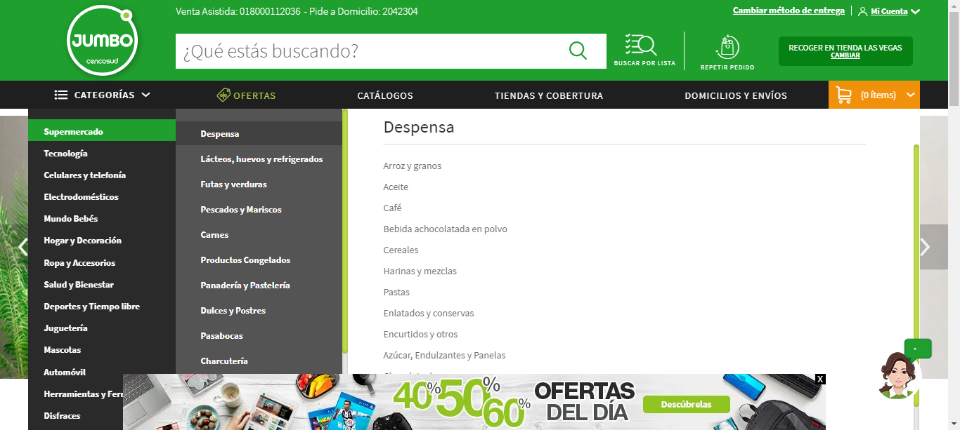 Venta Asistida: 018000112036 - Pide a Domicilio: 2042304
Cambiar método de entrega
Mi Cuenta
JUMBO
cencosud
¿Qué estás buscando?
BUSCAR POR LISTA
REPETIR PEDIDO
RECOGER EN TIENDA LAS VEGAS
CAMBIAR
CATEGORÍAS
OFERTAS
CATÁLOGOS
TIENDAS Y COBERTURA
DOMICILIOS Y ENVÍOS
(0 ítems)
Supermercado
Tecnología
Celulares y telefonía
Electrodomésticos
Mundo Bebés
Hogar y Decoración
Ropa y Accesorios
Salud y Bienestar
Deportes y Tiempo libre
Juguetería
Mascotas
Automóvil
Herramientas y Ferr
Disfraces
Despensa
Lácteos, huevos y refrigerados
Futas y verduras
Pescados y Mariscos
Carnes
Productos Congelados
Panadería y Pastelería
Dulces y Postres
Pasabocas
Charcutería
Despensa
Arroz y granos
Aceite
Café
Bebida achocolatada en polvo
Cereales
Harinas y mezclas
Pastas
Enlatados y conservas
Encurtidos y otros
Azúcar, Endulzantes y Panelas
40% 50% 60%
OFERTAS
DEL DÍA
Descúbrelas
X